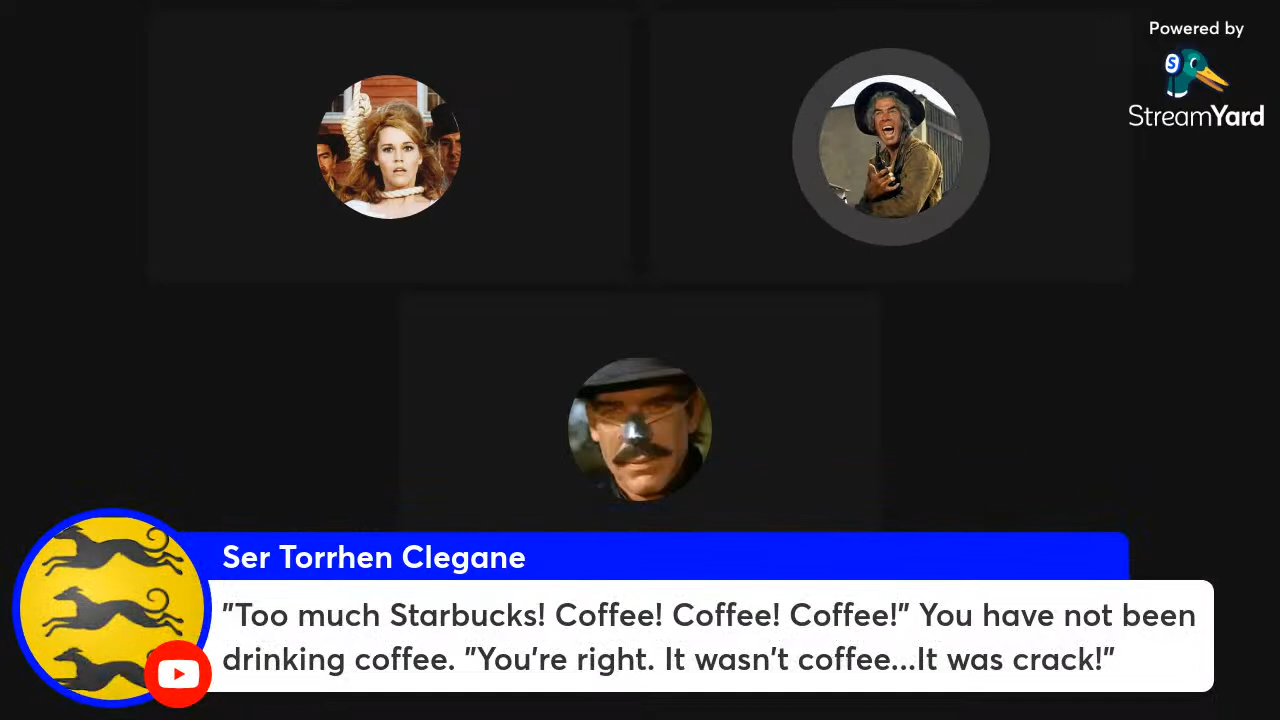 Powered by
StreamYard
Ser Torrhen Clegane
"Too much Starbucks! Coffee! Coffee! Coffee!" You have not been
drinking coffee. "You're right. It wasn't coffee...It was crack!"